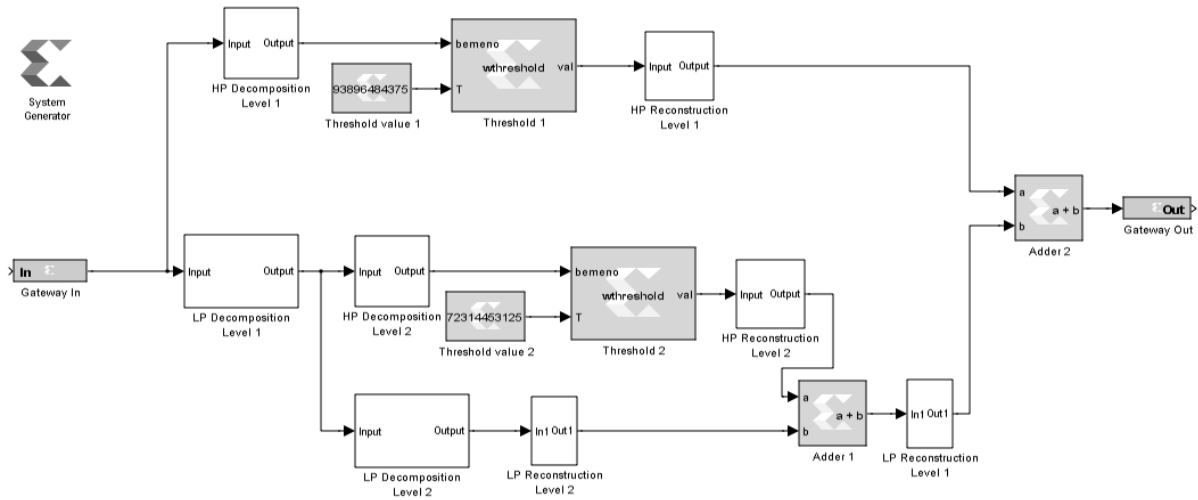 System
Generator
Input Output
HP Decomposition
Level 1
93896484375
Threshold value 1
bemeno
wthreshold
val
T
Threshold 1
Input Output
HP Reconstruction
Level 1
a
a + b
b
Adder 2
Out
Gateway Out
In
Gateway In
Input Output
LP Decomposition
Level 1
Input Output
HP Decomposition
Level 2
72314453125
Threshold value 2
bemeno
wthreshold
val
T
Threshold 2
Input Output
HP Reconstruction
Level 2
Input Output
LP Decomposition
Level 2
In1 Out1
LP Reconstruction
Level 2
a
a + b
b
Adder 1
In1 Out1
LP Reconstruction
Level 1